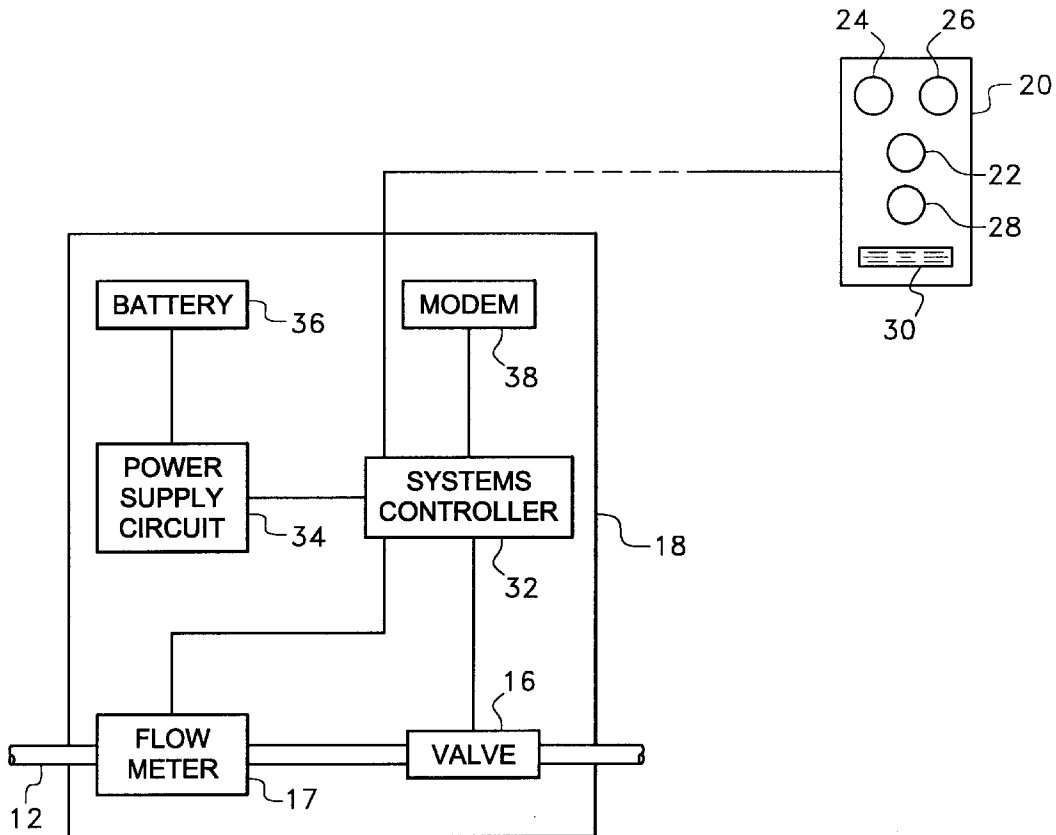 24
26
20
22
28
30
BATTERY
36
MODEM
38
POWER
SUPPLY
CIRCUIT
34
SYSTEMS
CONTROLLER
32
18
16
FLOW
METER
17
VALVE
12